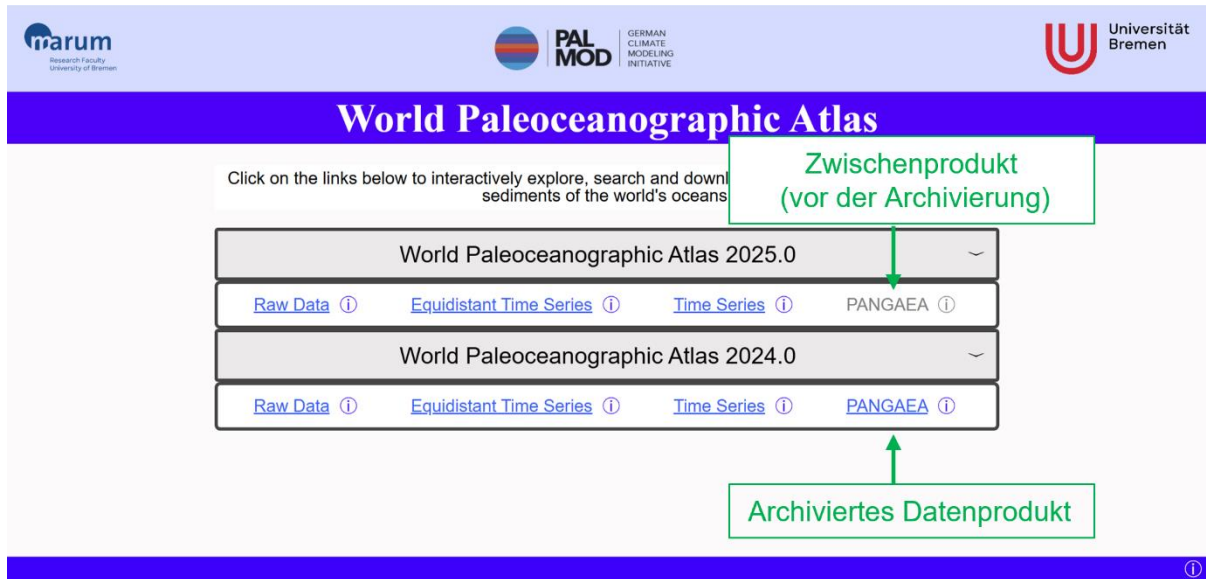 marum
Research Faculty
University of Bremen
PAL
MOD
GERMAN
CLIMATE
MODELING
INITIATIVE
Universität
Bremen
World Paleoceanographic Atlas
Click on the links below to interactively explore, search and downl
sediments of the world's oceans
Zwischenprodukt
(vor der Archivierung)
World Paleoceanographic Atlas 2025.0
Raw Data ⓘ Equidistant Time Series ⓘ Time Series ⓘ PANGAEA ⓘ
World Paleoceanographic Atlas 2024.0
Raw Data ⓘ Equidistant Time Series ⓘ Time Series ⓘ PANGAEA ⓘ
Archiviertes Datenprodukt
ⓘ